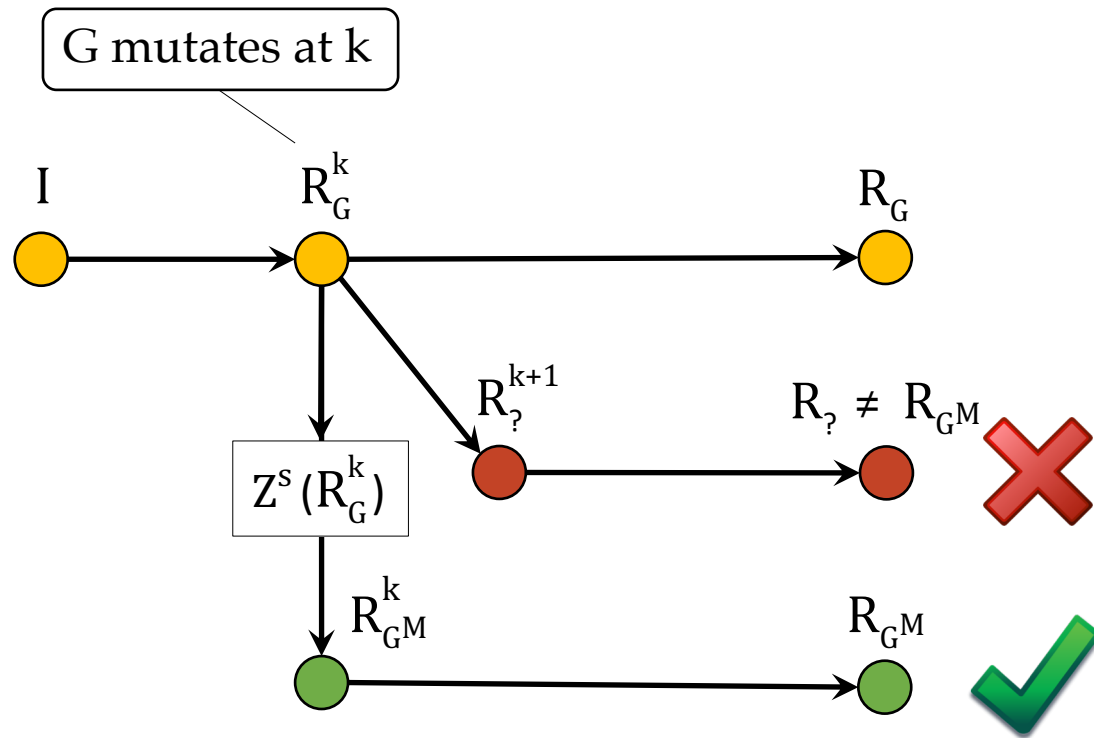 G mutates at k
I
R_G^k
R_G
R_?^{k+1}
R_? ≠ R_{G^M}
Z^s(R_G^k)
R_{G^M}^k
R_{G^M}